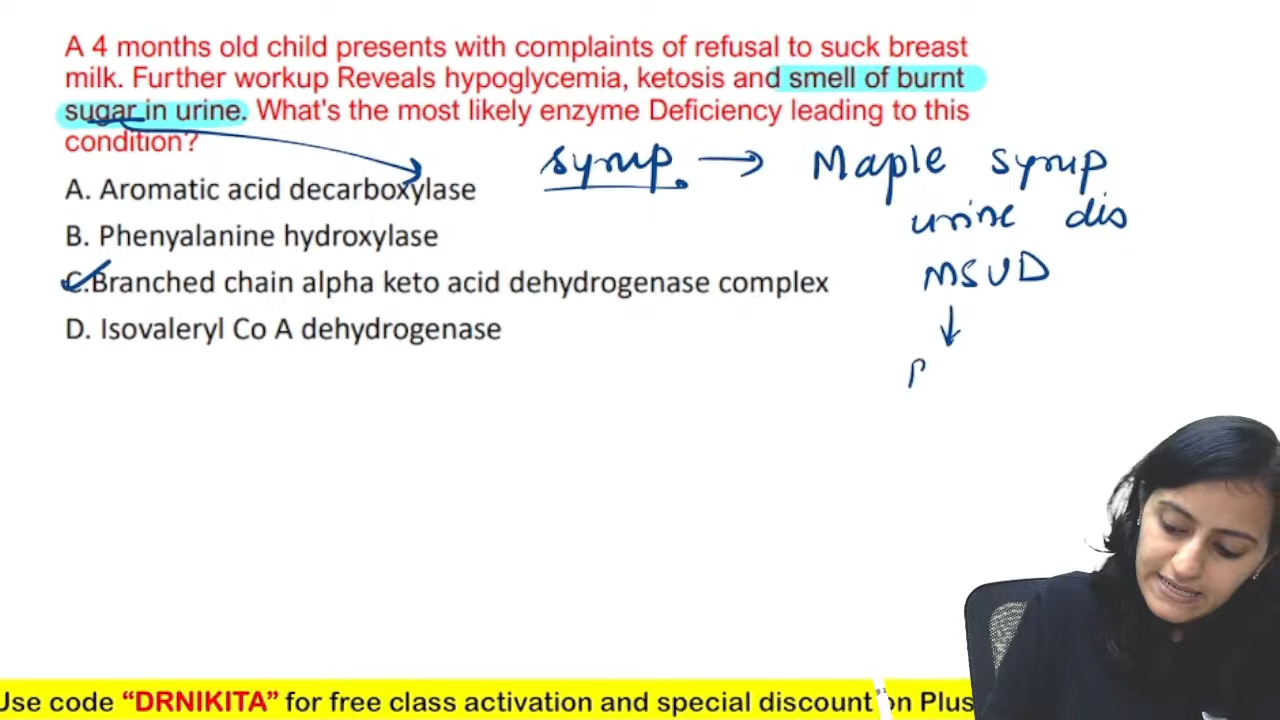 A 4 months old child presents with complaints of refusal to suck breast
milk. Further workup Reveals hypoglycemia, ketosis and smell of burnt
sugar in urine. What's the most likely enzyme Deficiency leading to this
condition?
syrup. → Maple syrup
urine dis
MSUD
↓
A. Aromatic acid decarboxylase
B. Phenyalanine hydroxylase
C.Branched chain alpha keto acid dehydrogenase complex
D. Isovaleryl Co A dehydrogenase
Use code “DRNIKITA” for free class activation and special discount on Plus